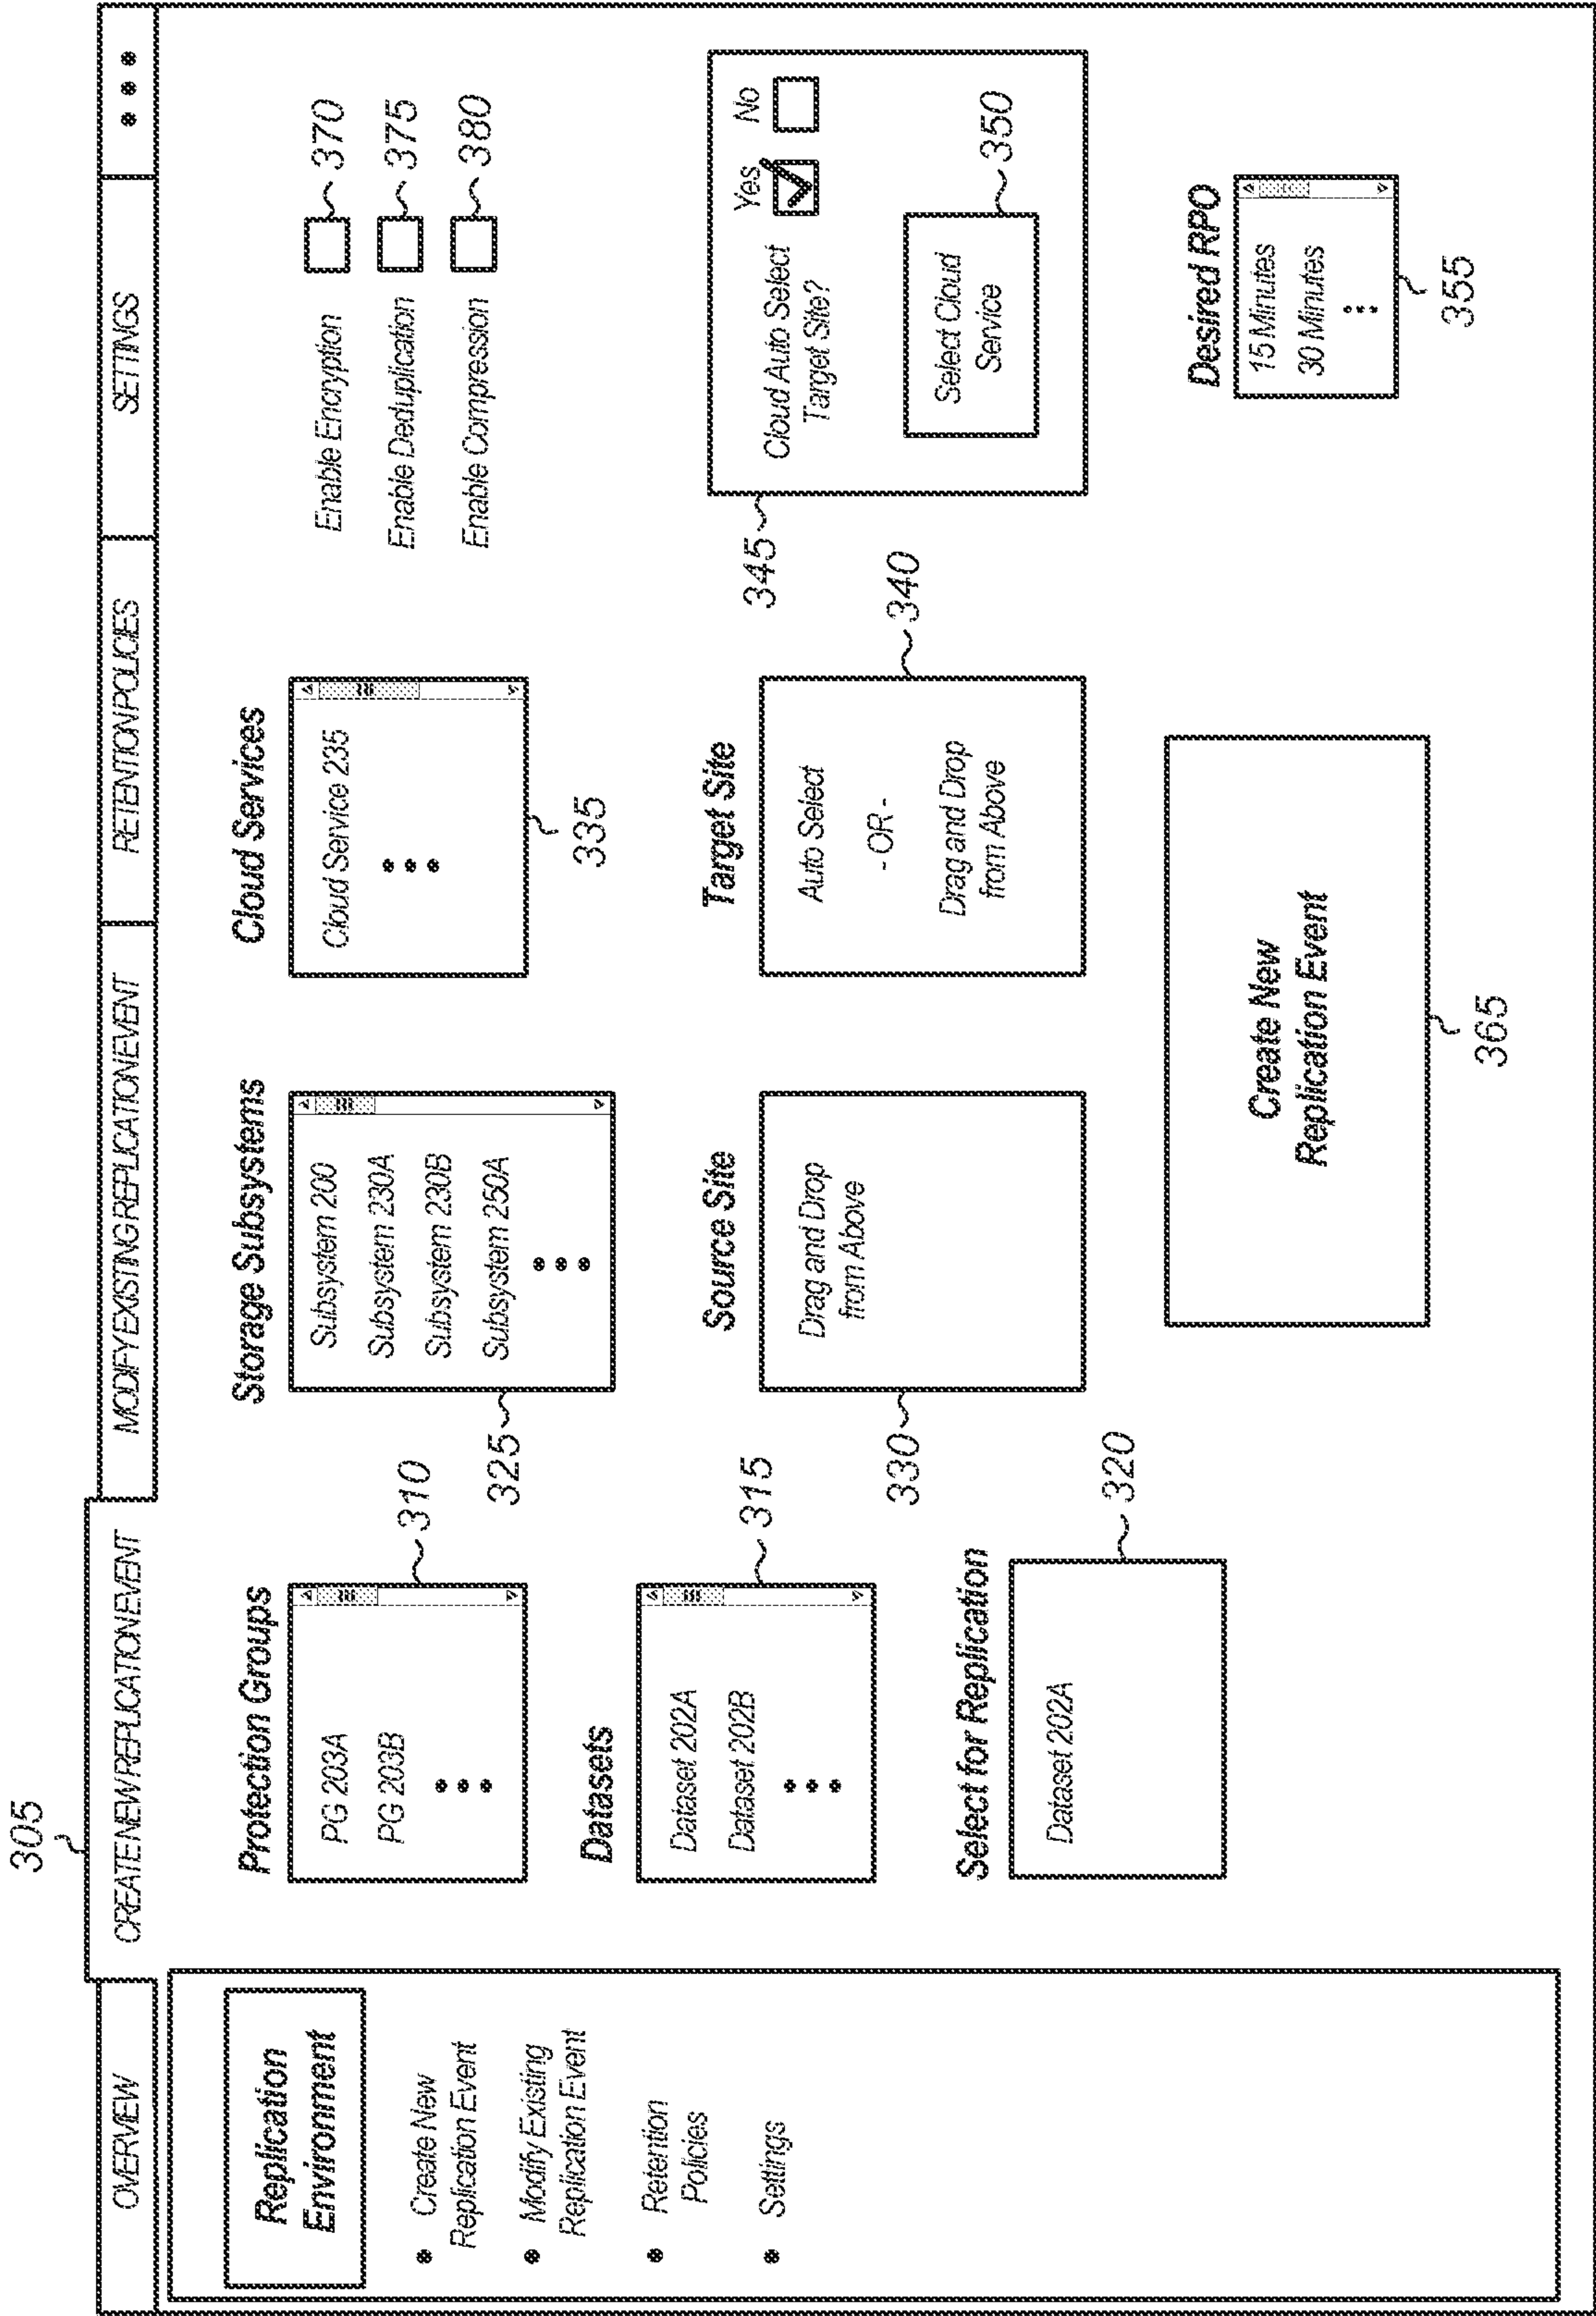 305
OVERVIEW
CREATE NEW REPLICATION EVENT
MODIFY EXISTING REPLICATION EVENT
RETENTION POLICIES
SETTINGS
Replication
Environment
• Create New
Replication Event
• Modify Existing
Replication Event
• Retention
Policies
• Settings
Protection Groups
PG 203A
PG 203B
310
Datasets
Dataset 202A
Dataset 202B
315
Select for Replication
Dataset 202A
320
Storage Subsystems
Subsystem 200
Subsystem 230A
Subsystem 230B
Subsystem 250A
325
Source Site
Drag and Drop
from Above
330
Cloud Services
Cloud Service 235
335
Target Site
Auto Select
- OR -
Drag and Drop
from Above
340
Enable Encryption
370
Enable Deduplication
375
Enable Compression
380
345
Cloud Auto Select
Target Site?
Yes
No
Select Cloud
Service
350
Create New
Replication Event
365
Desired RPO
15 Minutes
30 Minutes
355